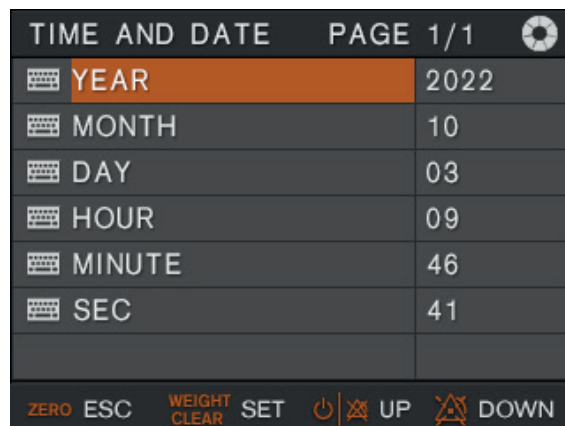 TIME AND DATE PAGE 1/1
YEAR 2022
MONTH 10
DAY 03
HOUR 09
MINUTE 46
SEC 41
ZERO ESC WEIGHT CLEAR SET UP DOWN